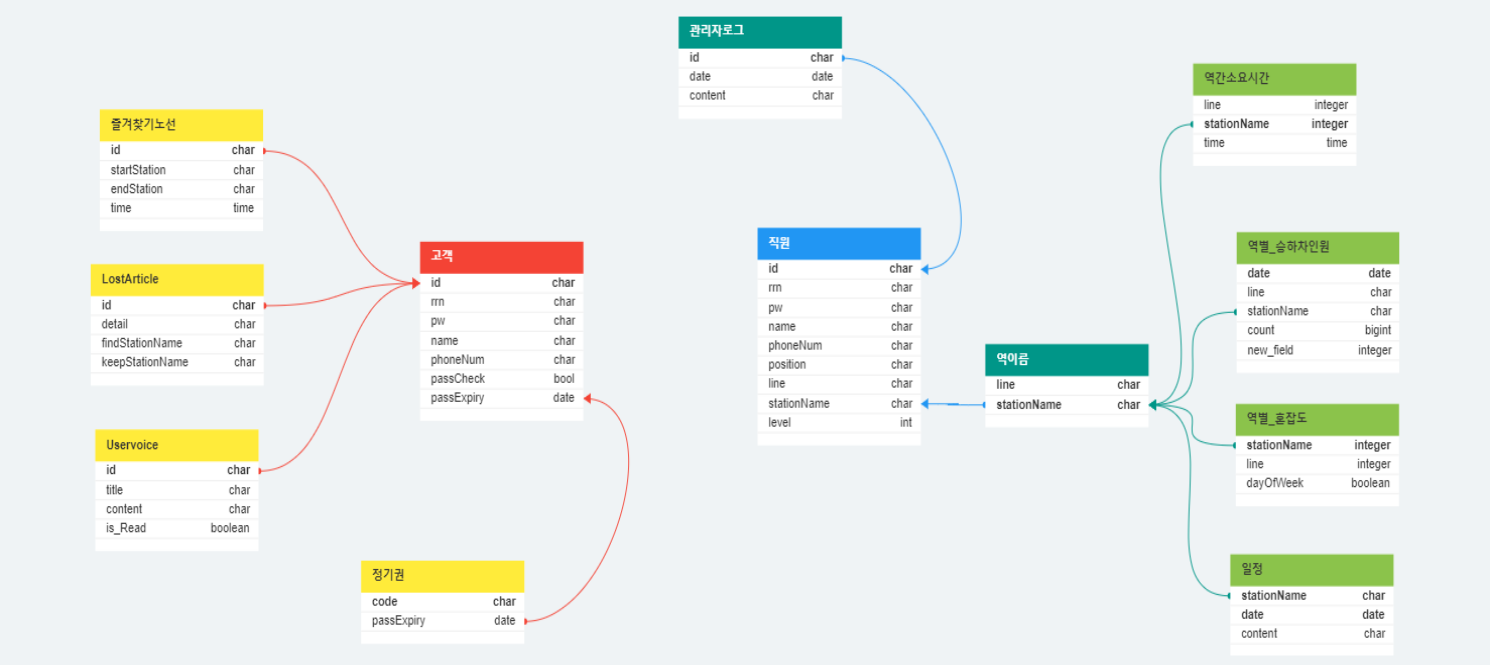 관리자로그
id char
date date
content char
즐겨찾기노선
id char
startStation char
endStation char
time time
LostArticle
id char
detail char
findStationName char
keepStationName char
Uservoice
id char
title char
content char
is_Read boolean
고객
id char
rrn char
pw char
name char
phoneNum char
passCheck bool
passExpiry date
정기권
code char
passExpiry date
직원
id char
rrn char
pw char
name char
phoneNum char
position char
line char
stationName char
level int
역이름
line char
stationName char
역간소요시간
line integer
stationName integer
time time
역별_승하차인원
date date
line char
stationName char
count bigint
new_field integer
역별_혼잡도
stationName integer
line integer
dayOfWeek boolean
일정
stationName char
date date
content char